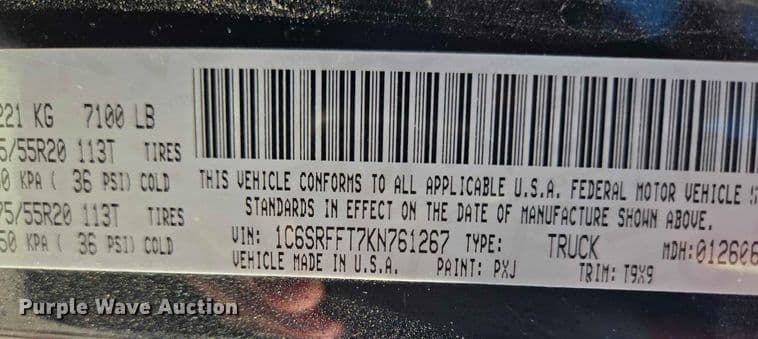 221 KG 7100 LB
5/55R20 113T TIRES
50 KPA ( 36 PSI) COLD
75/55R20 113T TIRES
50 KPA ( 36 PSI) COLD
THIS VEHICLE CONFORMS TO ALL APPLICABLE U.S.A. FEDERAL MOTOR VEHICLE
STANDARDS IN EFFECT ON THE DATE OF MANUFACTURE SHOWN ABOVE.
VIN: 1C6SRFFT7KN761267 TYPE: TRUCK MDH:012606
VEHICLE MADE IN U.S.A. PAINT: PXJ TRIM: T9X9
Purple Wave Auction